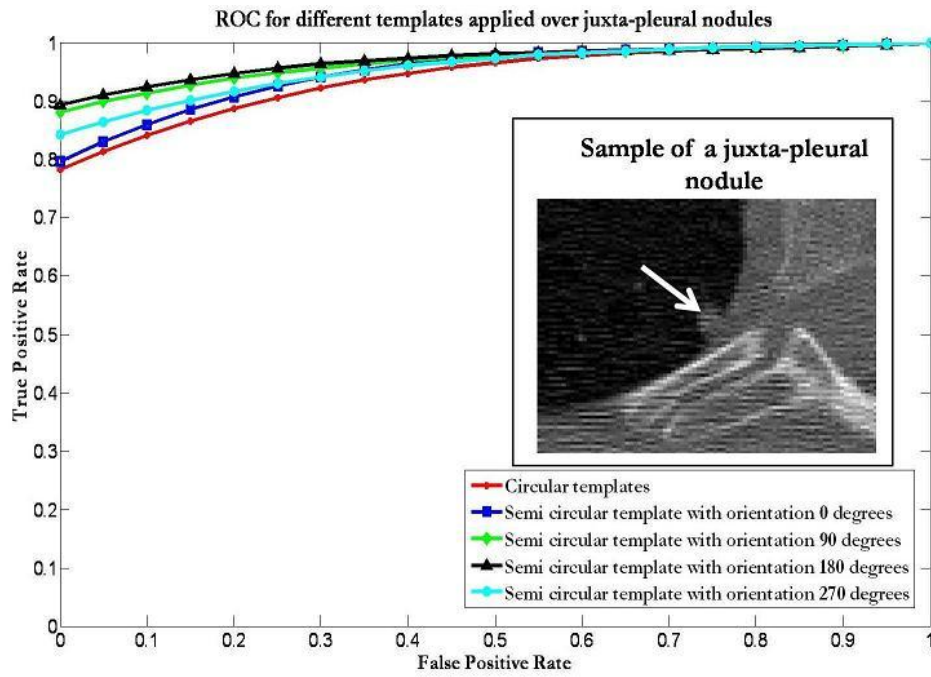 ROC for different templates applied over juxta-pleural nodules
1
0.9
0.8
0.7
0.6
0.5
0.4
0.3
0.2
0.1
0
True Positive Rate
Sample of a juxta-pleural
nodule
Circular templates
Semi circular template with orientation 0 degrees
Semi circular template with orientation 90 degrees
Semi circular template with orientation 180 degrees
Semi circular template with orientation 270 degrees
0 0.1 0.2 0.3 0.4 0.5 0.6 0.7 0.8 0.9 1
False Positive Rate